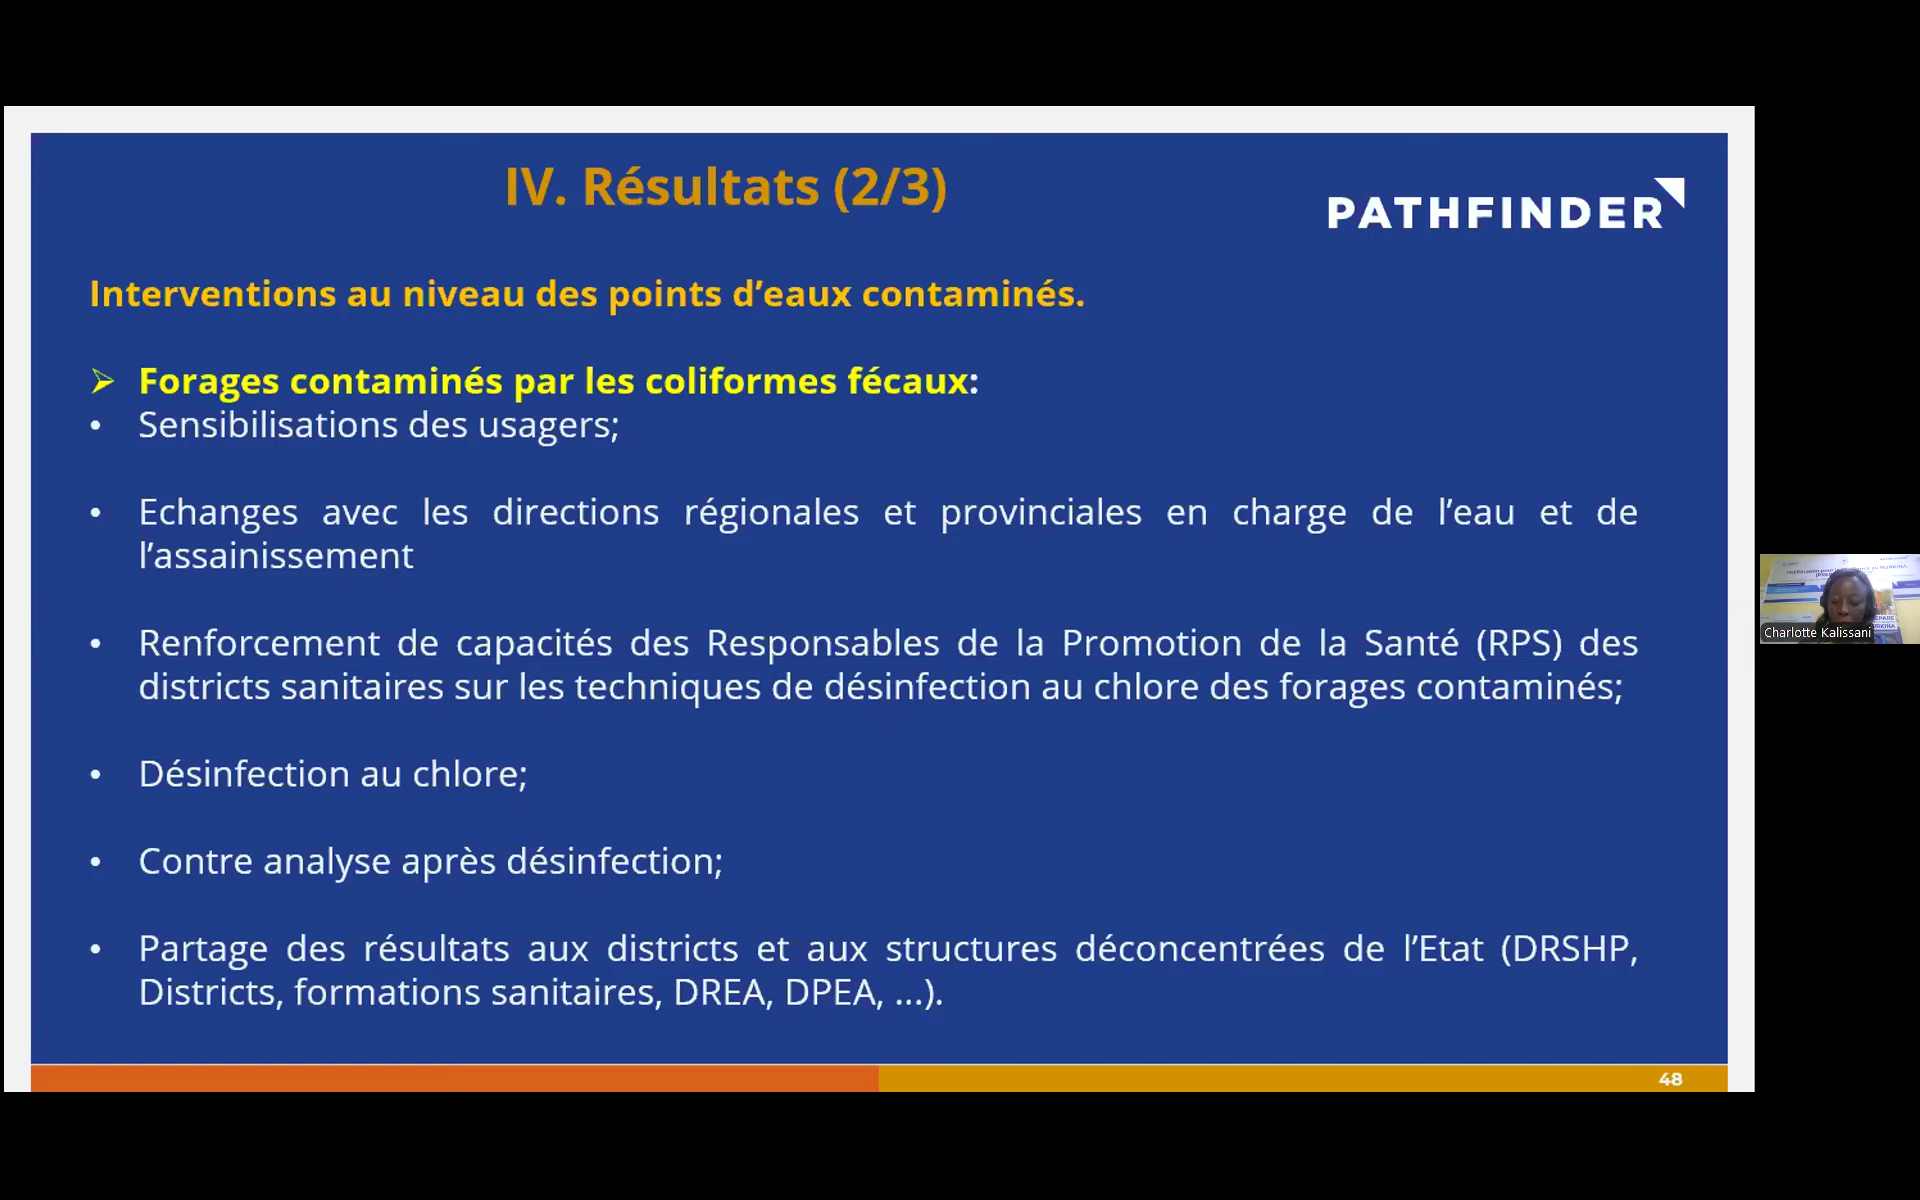 IV. Résultats (2/3)
PATHFINDER
Interventions au niveau des points d’eaux contaminés.
➢ Forages contaminés par les coliformes fécaux:
• Sensibilisations des usagers;
• Echanges avec les directions régionales et provinciales en charge de l’eau et de
l’assainissement
• Renforcement de capacités des Responsables de la Promotion de la Santé (RPS) des
districts sanitaires sur les techniques de désinfection au chlore des forages contaminés;
• Désinfection au chlore;
• Contre analyse après désinfection;
• Partage des résultats aux districts et aux structures déconcentrées de l’Etat (DRSHP,
Districts, formations sanitaires, DREA, DPEA, ...).
48
Charlotte Kalissani